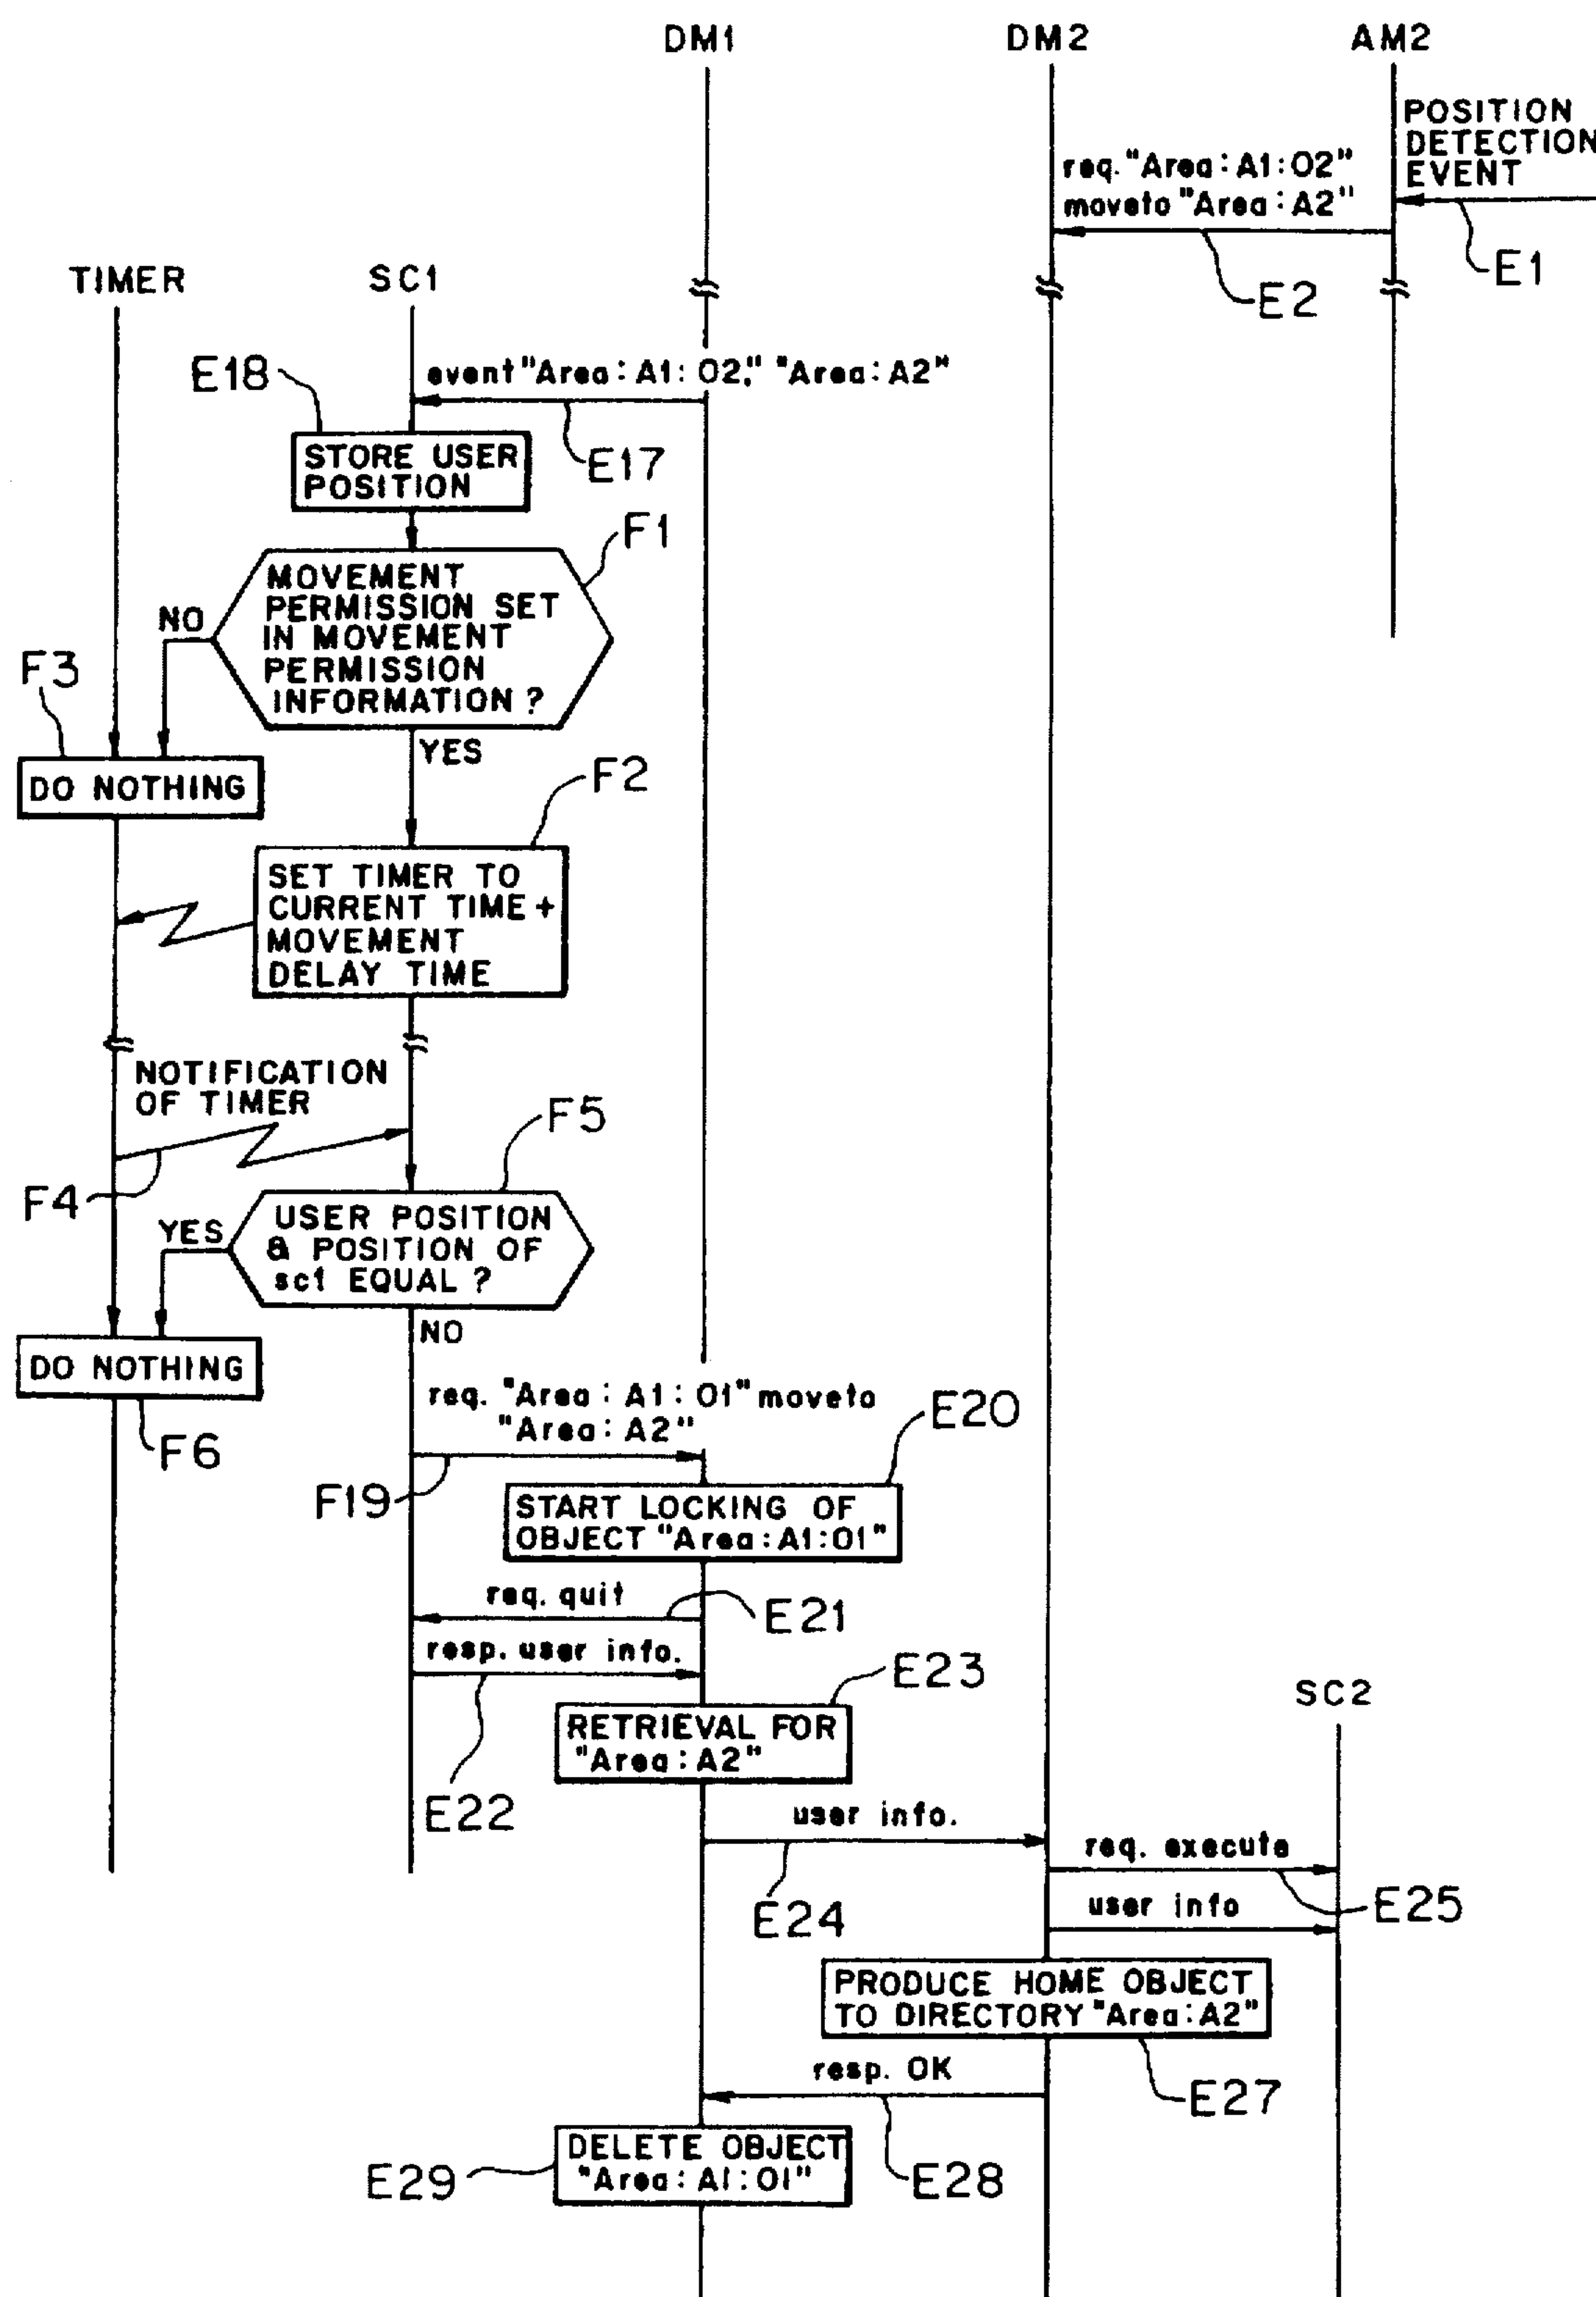 DM1
DM2
AM2
POSITION
DETECTION
EVENT
req. "Area:A1:O2"
moveto "Area:A2"
E1
E2
TIMER
SC1
E18
event "Area:A1:O2," "Area:A2"
STORE USER
POSITION
E17
F1
MOVEMENT
PERMISSION SET
IN MOVEMENT
PERMISSION
INFORMATION ?
NO
F3
YES
DO NOTHING
F2
SET TIMER TO
CURRENT TIME +
MOVEMENT
DELAY TIME
NOTIFICATION
OF TIMER
F5
F4
YES
USER POSITION
& POSITION OF
sc1 EQUAL ?
NO
DO NOTHING
F6
req. "Area:A1:O1" moveto
"Area:A2"
E20
F19
START LOCKING OF
OBJECT "Area:A1:O1"
req. quit
E21
resp. user info.
E23
SC2
RETRIEVAL FOR
"Area:A2"
E22
user info.
req. execute
E24
E25
user info
PRODUCE HOME OBJECT
TO DIRECTORY "Area:A2"
resp. OK
E27
DELETE OBJECT
"Area:A1:O1"
E29
E28